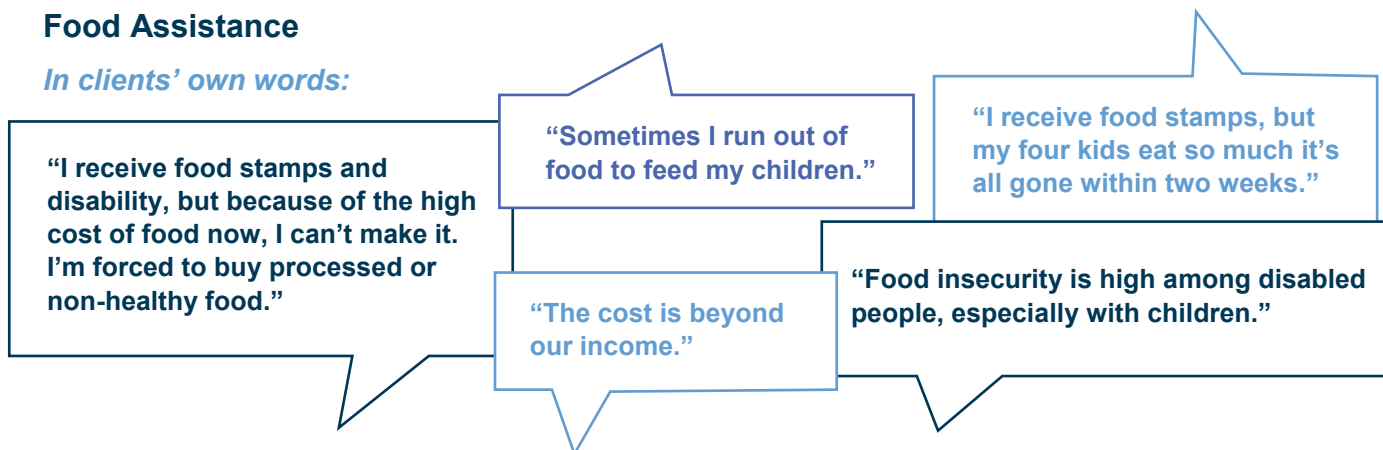 Food Assistance
In clients’ own words:
“I receive food stamps and
disability, but because of the high
cost of food now, I can’t make it.
I’m forced to buy processed or
non-healthy food.”
“Sometimes I run out of
food to feed my children.”
“I receive food stamps, but
my four kids eat so much it’s
all gone within two weeks.”
“The cost is beyond
our income.”
“Food insecurity is high among disabled
people, especially with children.”